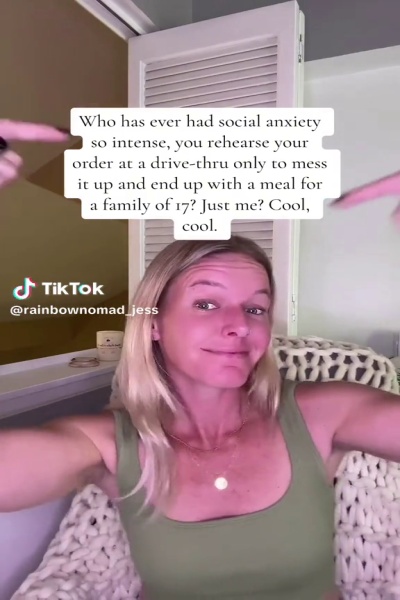 Who has ever had social anxiety
so intense, you rehearse your
order at a drive-thru only to mess
it up and end up with a meal for
a family of 17? Just me? Cool,
cool.
TikTok
@rainbownomad_jess